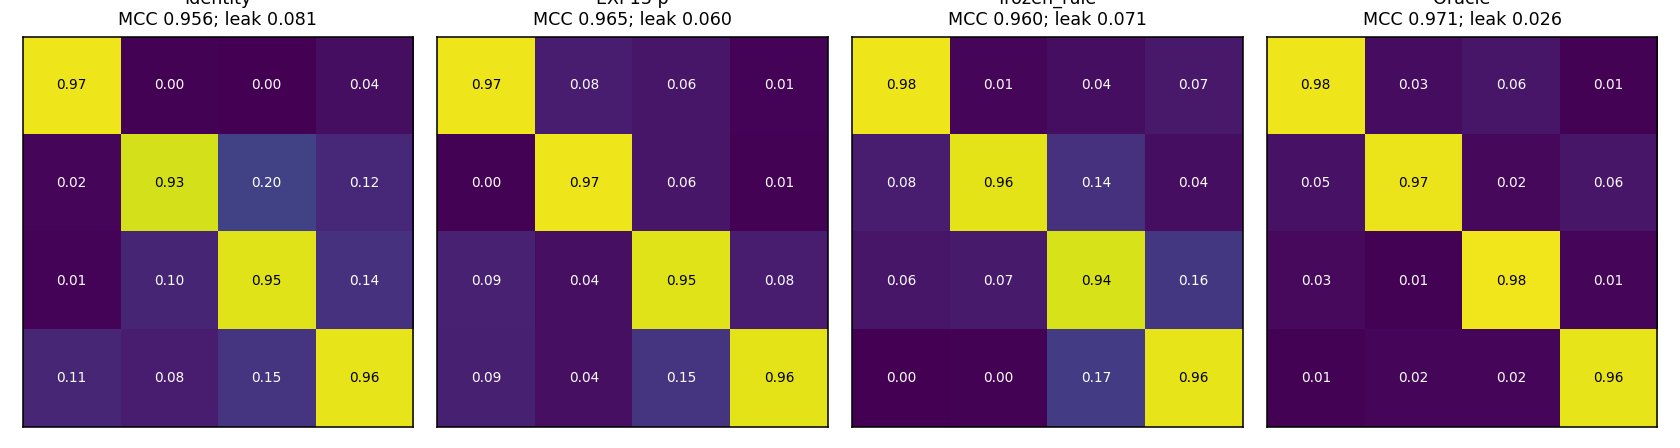 MCC 0.956; leak 0.081
MCC 0.965; leak 0.060
frozen_rule
MCC 0.960; leak 0.071
Oracle
MCC 0.971; leak 0.026
0.97 0.00 0.00 0.04
0.02 0.93 0.20 0.12
0.01 0.10 0.95 0.14
0.11 0.08 0.15 0.96
0.97 0.08 0.06 0.01
0.00 0.97 0.06 0.01
0.09 0.04 0.95 0.08
0.09 0.04 0.15 0.96
0.98 0.01 0.04 0.07
0.08 0.96 0.14 0.04
0.06 0.07 0.94 0.16
0.00 0.00 0.17 0.96
0.98 0.03 0.06 0.01
0.05 0.97 0.02 0.06
0.03 0.01 0.98 0.01
0.01 0.02 0.02 0.96